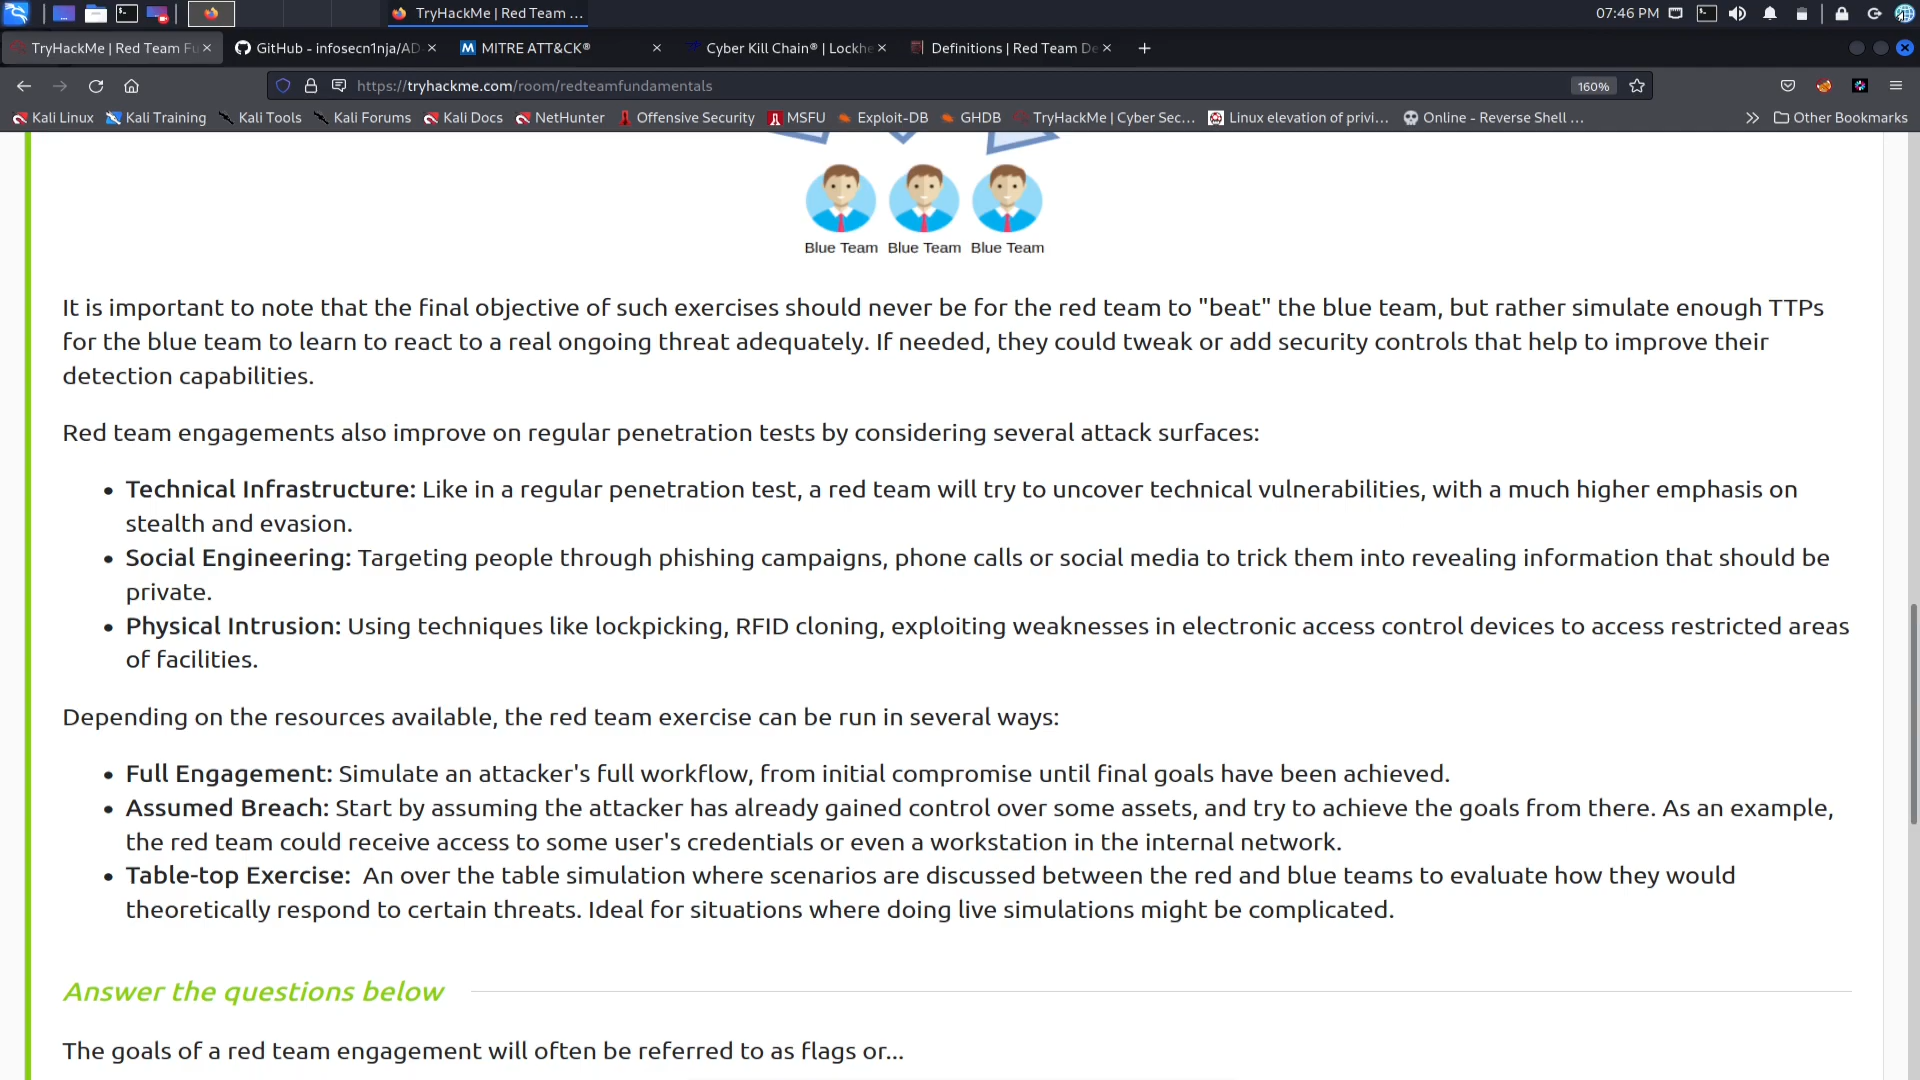 TryHackMe | Red Team ...
07:46 PM
TryHackMe | Red Team Fu
GitHub - infosecn1nja/AD
MITRE ATT&CK®
Cyber Kill Chain® | Lockhe
Definitions | Red Team De
https://tryhackme.com/room/redteamfundamentals
160%
Kali Linux
Kali Training
Kali Tools
Kali Forums
Kali Docs
NetHunter
Offensive Security
MSFU
Exploit-DB
GHDB
TryHackMe | Cyber Sec...
Linux elevation of privi...
Online - Reverse Shell ...
Other Bookmarks
Blue Team Blue Team Blue Team
It is important to note that the final objective of such exercises should never be for the red team to "beat" the blue team, but rather simulate enough TTPs
for the blue team to learn to react to a real ongoing threat adequately. If needed, they could tweak or add security controls that help to improve their
detection capabilities.
Red team engagements also improve on regular penetration tests by considering several attack surfaces:
• Technical Infrastructure: Like in a regular penetration test, a red team will try to uncover technical vulnerabilities, with a much higher emphasis on
stealth and evasion.
• Social Engineering: Targeting people through phishing campaigns, phone calls or social media to trick them into revealing information that should be
private.
• Physical Intrusion: Using techniques like lockpicking, RFID cloning, exploiting weaknesses in electronic access control devices to access restricted areas
of facilities.
Depending on the resources available, the red team exercise can be run in several ways:
• Full Engagement: Simulate an attacker's full workflow, from initial compromise until final goals have been achieved.
• Assumed Breach: Start by assuming the attacker has already gained control over some assets, and try to achieve the goals from there. As an example,
the red team could receive access to some user's credentials or even a workstation in the internal network.
• Table-top Exercise: An over the table simulation where scenarios are discussed between the red and blue teams to evaluate how they would
theoretically respond to certain threats. Ideal for situations where doing live simulations might be complicated.
Answer the questions below
The goals of a red team engagement will often be referred to as flags or...